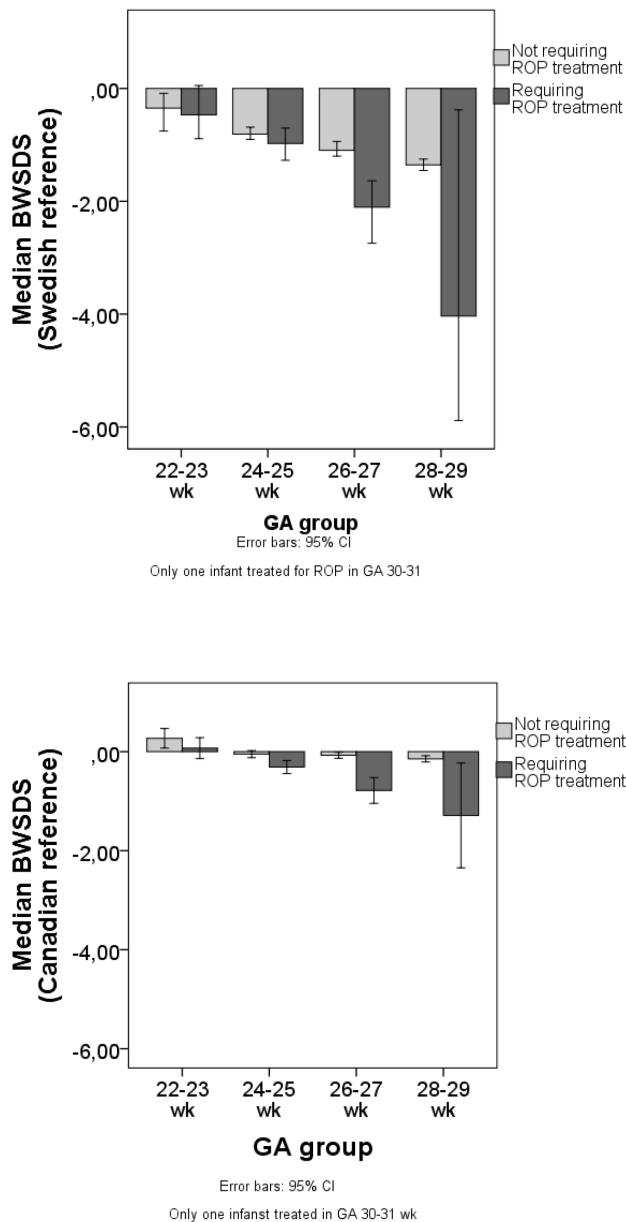 Not requiring
ROP treatment
Requiring
ROP treatment
,00
-2,00
-4,00
-6,00
Median BWSDS
(Swedish reference)
22-23
wk
24-25
wk
26-27
wk
28-29
wk
GA group
Error bars: 95% CI
Only one infant treated for ROP in GA 30-31
Not requiring
ROP treatment
Requiring
ROP treatment
,00
-2,00
-4,00
-6,00
Median BWSDS
(Canadian reference)
22-23
wk
24-25
wk
26-27
wk
28-29
wk
GA group
Error bars: 95% CI
Only one infanst treated in GA 30-31 wk